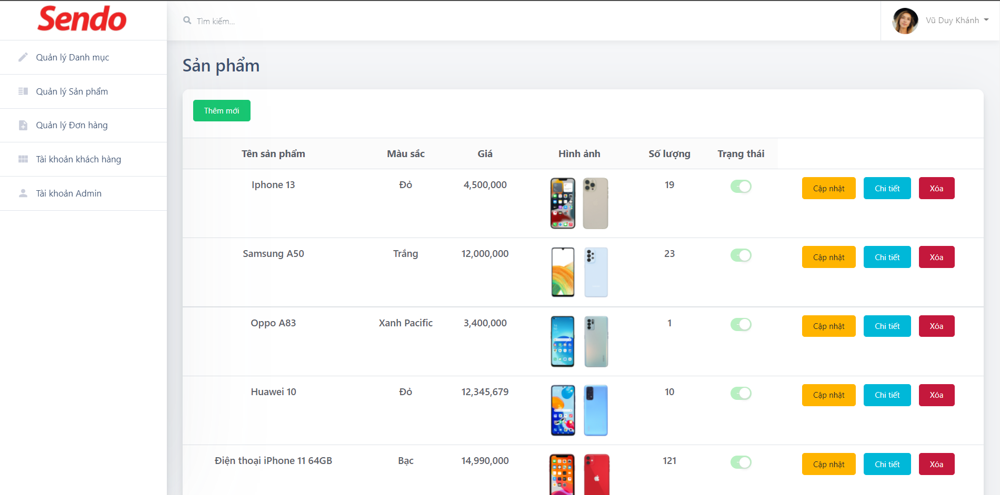 Sendo
Tìm kiếm...
Vũ Duy Khánh
Quản lý Danh mục
Quản lý Sản phẩm
Quản lý Đơn hàng
Tài khoản khách hàng
Tài khoản Admin
Sản phẩm
Thêm mới
Tên sản phẩm Màu sắc Giá Hình ảnh Số lượng Trạng thái
Iphone 13 Đỏ 4,500,000 19 Cập nhật Chi tiết Xóa
Samsung A50 Trắng 12,000,000 23 Cập nhật Chi tiết Xóa
Oppo A83 Xanh Pacific 3,400,000 1 Cập nhật Chi tiết Xóa
Huawei 10 Đỏ 12,345,679 10 Cập nhật Chi tiết Xóa
Điện thoại iPhone 11 64GB Bạc 14,990,000 121 Cập nhật Chi tiết Xóa